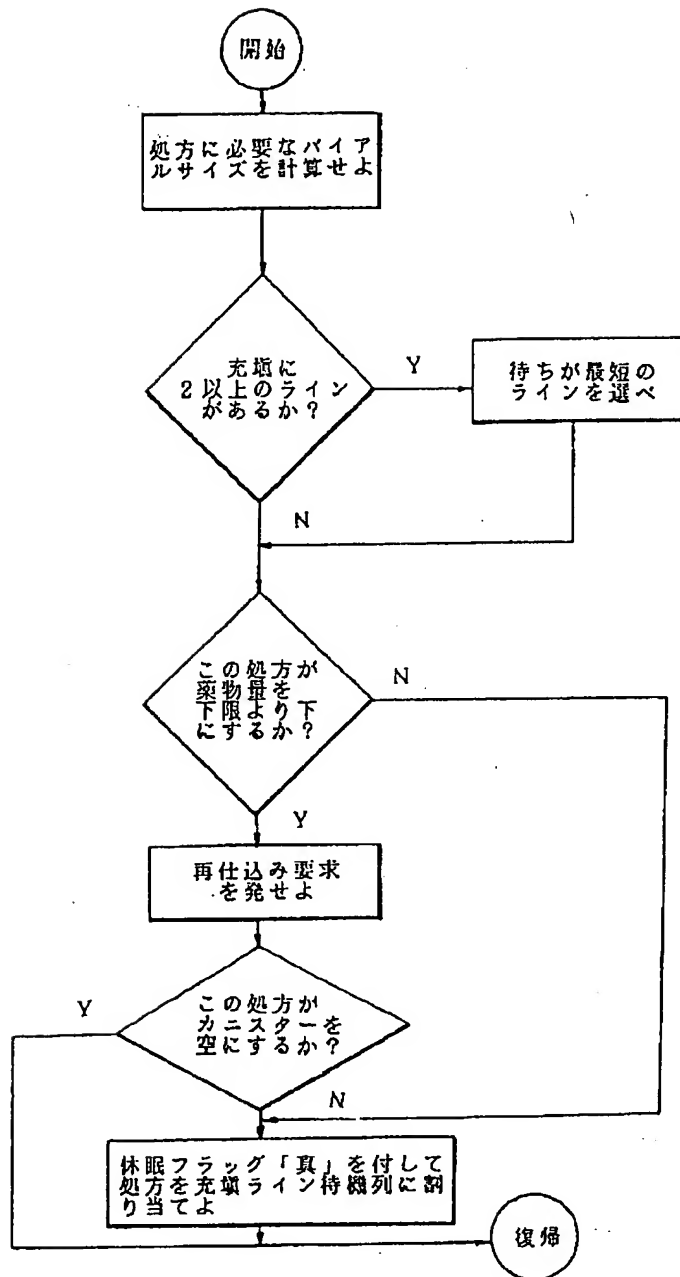 開始
処方に必要なバイア
ルサイズを計算せよ
充塡に
2以上のライン
があるか?
Y
待ちが最短の
ラインを選べ
N
この処方が
薬物量を
下限より下
にするか?
N
Y
再仕込み要求
を発せよ
この処方が
カニスターを
空にするか?
Y
N
休眠フラッグ「真」を付して
処方を充塡ライン待機列に割
り当てよ
復帰